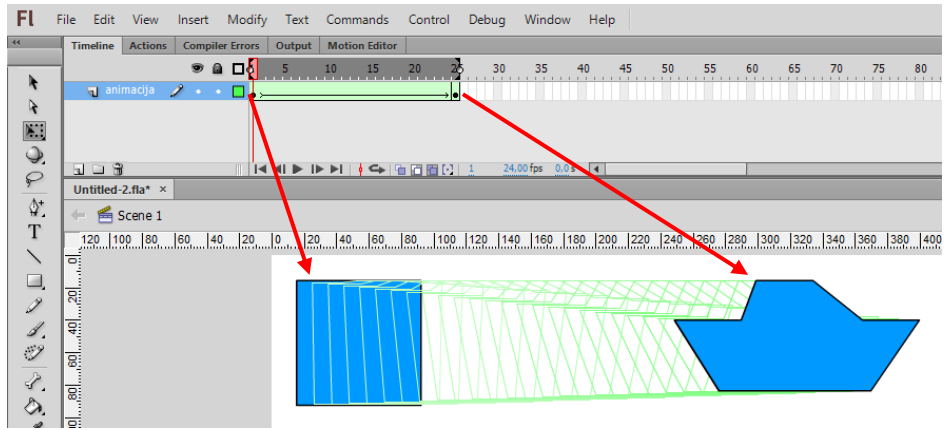 Fl File Edit View Insert Modify Text Commands Control Debug Window Help
Timeline Actions Compiler Errors Output Motion Editor
5 10 15 20 25 30 35 40 45 50 55 60 65 70 75 80
animacija
1 24,00 fps 0,0 s
Untitled-2.fla* ×
Scene 1
120 100 80 60 40 20 0 20 40 60 80 100 120 140 160 180 200 220 240 260 280 300 320 340 360 380 400
0
20
40
60
80
T